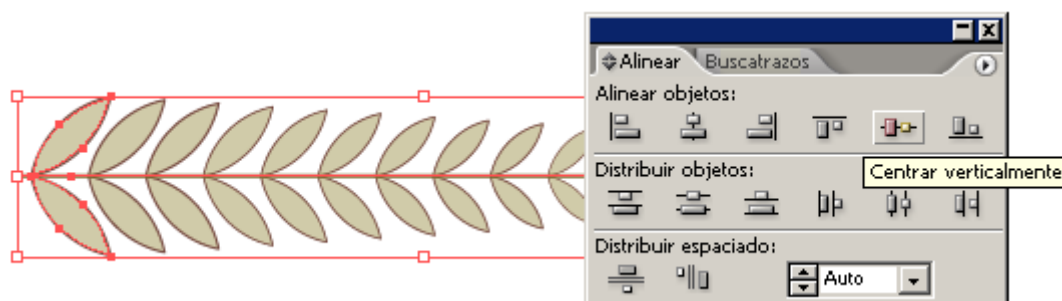 Alinear Buscatrazos
Alinear objetos:
Centrar verticalmente
Distribuir objetos:
Distribuir espaciado:
Auto